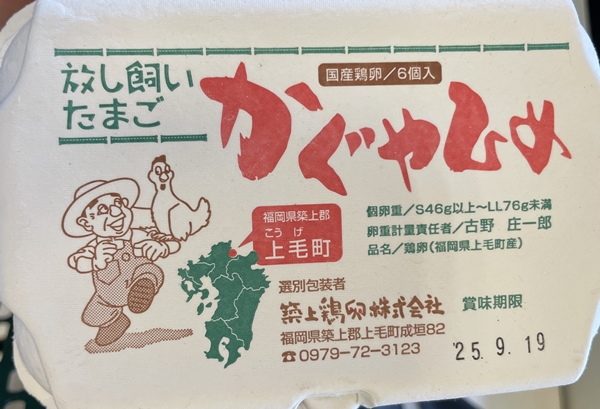 放し飼い
たまご
国産鶏卵／6個入
かぐやひめ
個卵重／S46g以上〜LL76g未満
卵重計量責任者／古野 庄一郎
品名／鶏卵(福岡県上毛町産)
福岡県築上郡
こうげ
上毛町
選別包装者
築上鶏卵株式会社
福岡県築上郡上毛町成垣82
☎0979-72-3123
賞味期限
'25.9.19